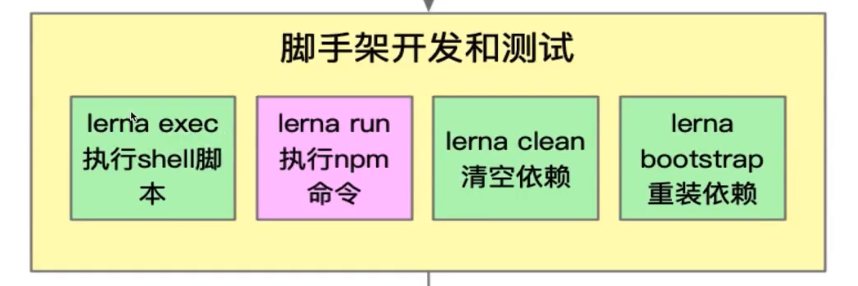 脚手架开发和测试
lerna exec
执行shell脚
本
lerna run
执行npm
命令
lerna clean
清空依赖
lerna
bootstrap
重装依赖